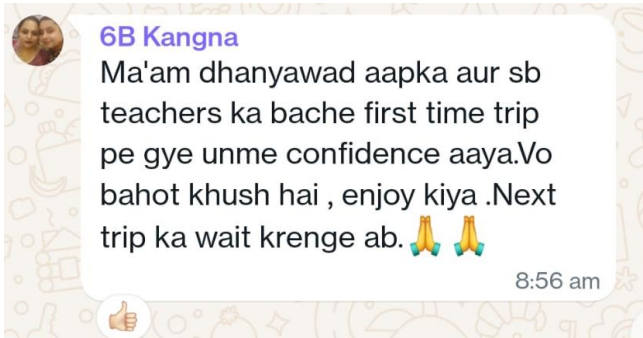 6B Kangna
Ma'am dhanyawad aapka aur sb
teachers ka bache first time trip
pe gye unme confidence aaya.Vo
bahot khush hai , enjoy kiya .Next
trip ka wait krenge ab.🙏 🙏
8:56 am